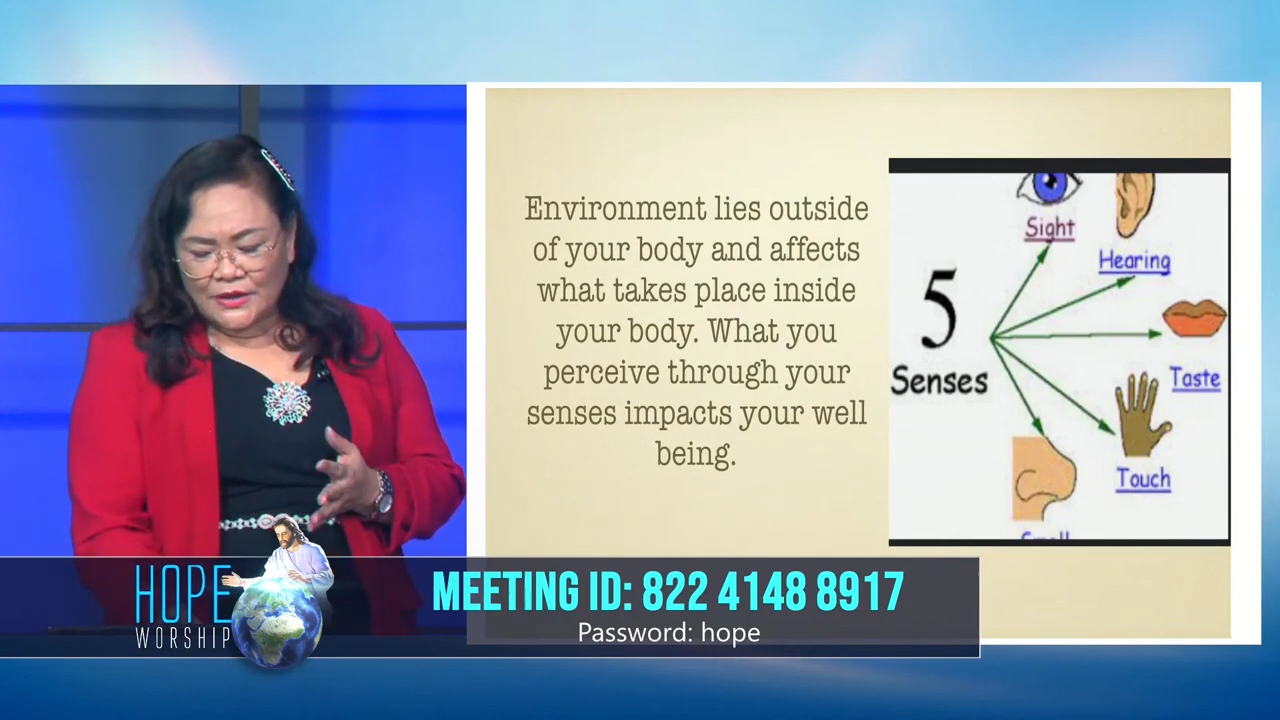 Environment lies outside
of your body and affects
what takes place inside
your body. What you
perceive through your
senses impacts your well
being.
5
Senses
Sight
Hearing
Taste
Touch
Smell
HOPE
WORSHIP
MEETING ID: 822 4148 8917
Password: hope